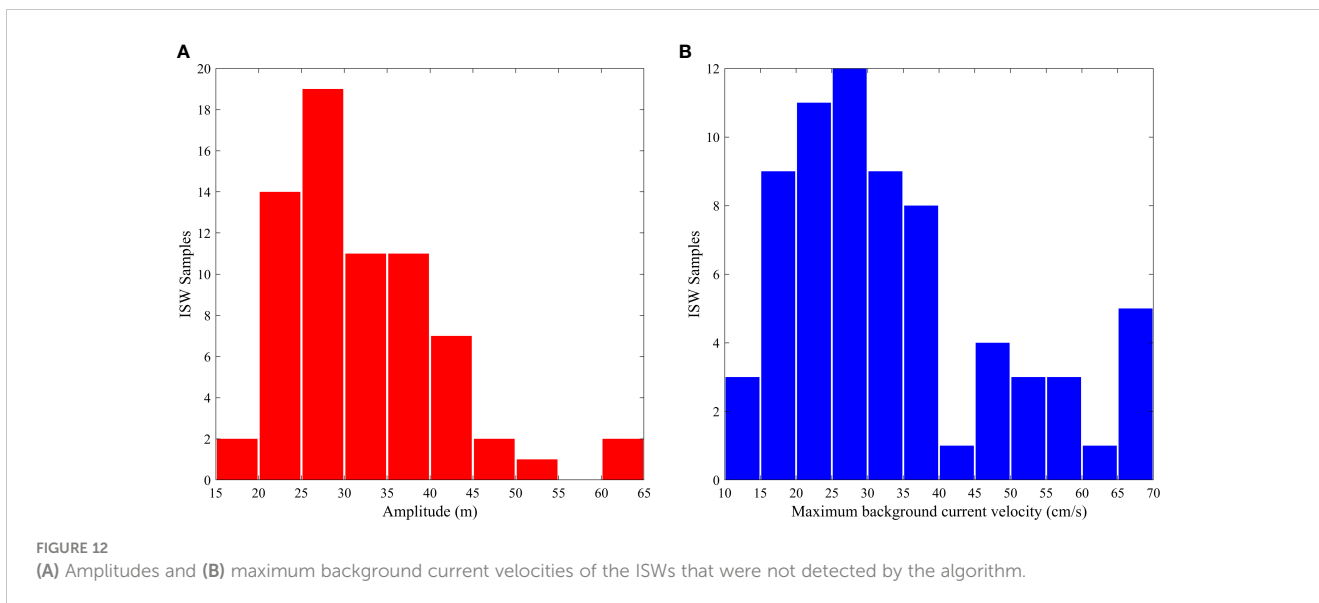 A
20
18
16
14
12
10
8
6
4
2
0
ISW Samples
15 20 25 30 35 40 45 50 55 60 65
Amplitude (m)
B
12
10
8
6
4
2
0
ISW Samples
10 15 20 25 30 35 40 45 50 55 60 65 70
Maximum background current velocity (cm/s)
FIGURE 12
(A) Amplitudes and (B) maximum background current velocities of the ISWs that were not detected by the algorithm.